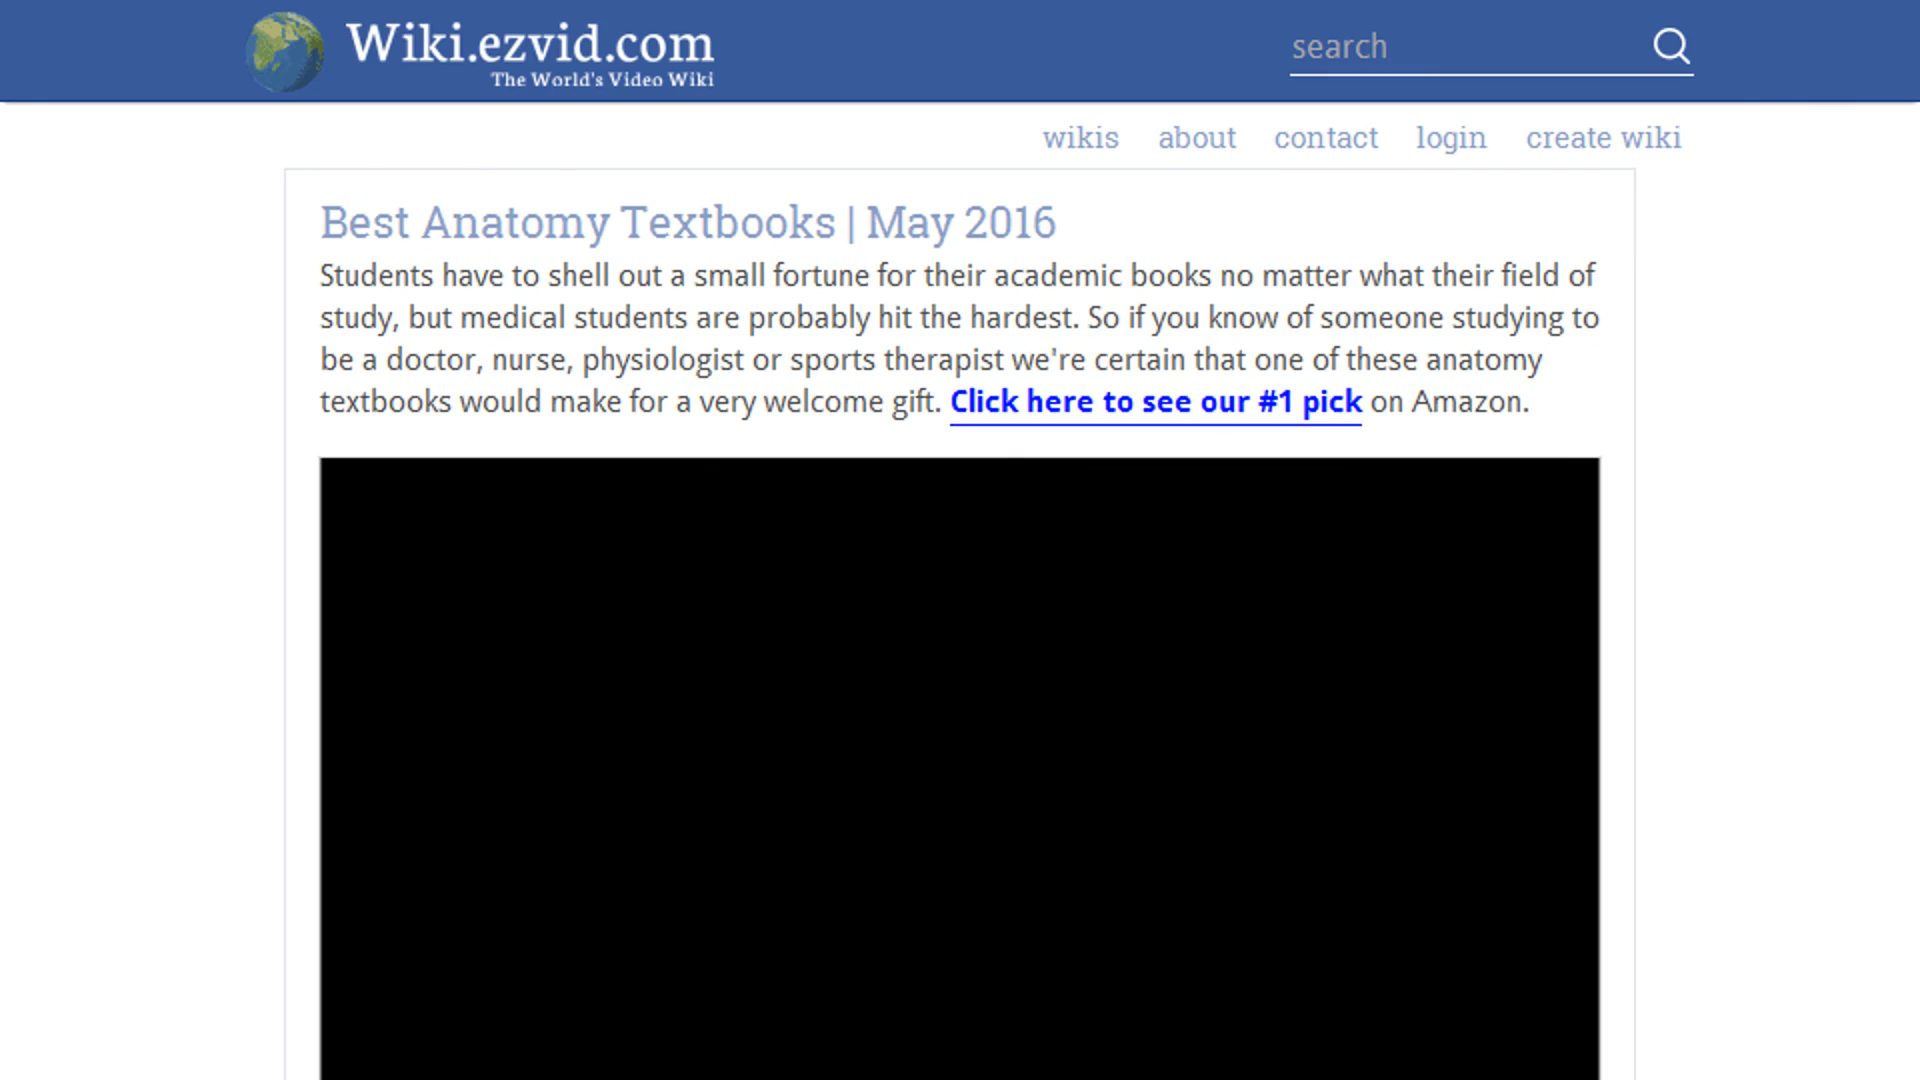 Wiki.ezvid.com
The World's Video Wiki
search
wikis about contact login create wiki
Best Anatomy Textbooks | May 2016
Students have to shell out a small fortune for their academic books no matter what their field of
study, but medical students are probably hit the hardest. So if you know of someone studying to
be a doctor, nurse, physiologist or sports therapist we're certain that one of these anatomy
textbooks would make for a very welcome gift. Click here to see our #1 pick on Amazon.